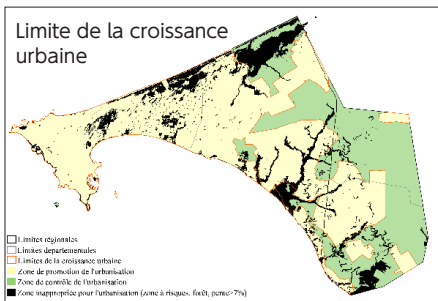 Limite de la croissance
urbaine
Limites régionales
Limites départementales
Limites de la croissance urbaine
Zone de promotion de l'urbanisation
Zone de contrôle de l'urbanisation
Zone inappropriée pour l'urbanisation (zone à risques, forêt, pente>7%)